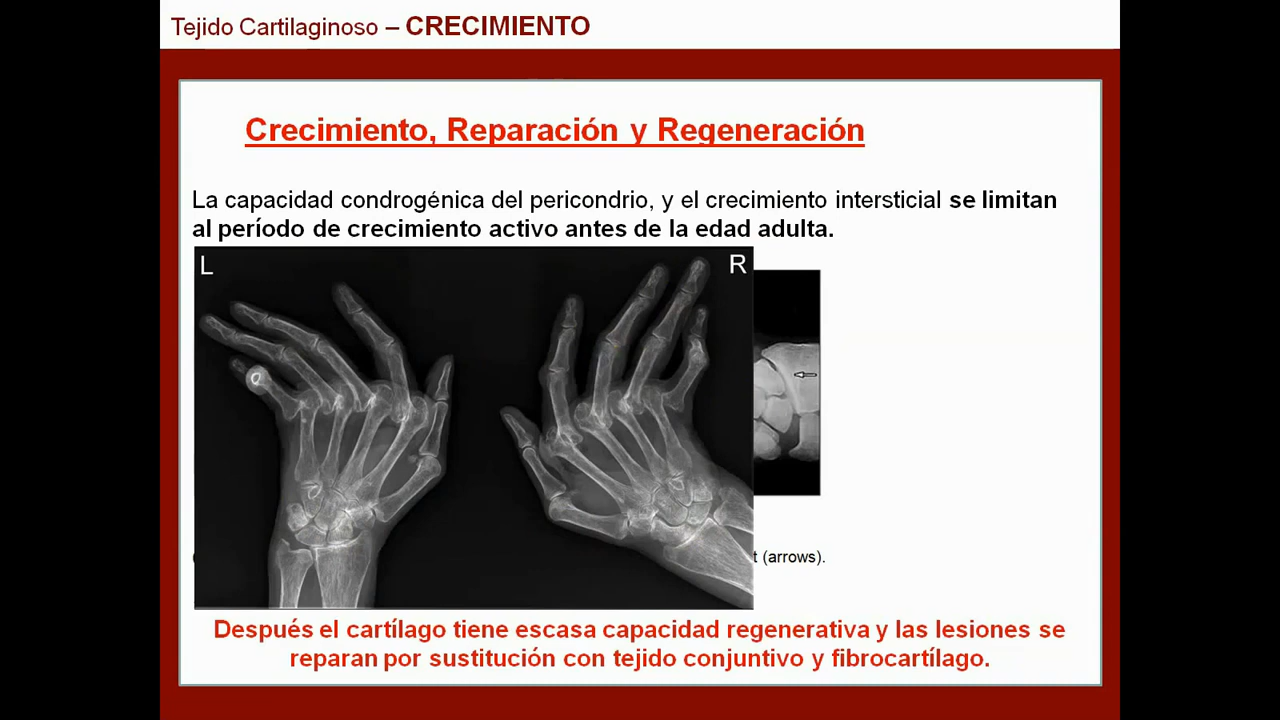 Tejido Cartilaginoso – CRECIMIENTO
Crecimiento, Reparación y Regeneración
La capacidad condrogénica del pericondrio, y el crecimiento intersticial se limitan
al período de crecimiento activo antes de la edad adulta.
L
R
(arrows).
Después el cartílago tiene escasa capacidad regenerativa y las lesiones se
reparan por sustitución con tejido conjuntivo y fibrocartílago.